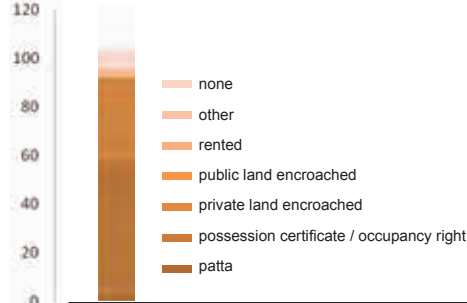 120
100
80
60
40
20
0
none
other
rented
public land encroached
private land encroached
possession certificate / occupancy right
patta